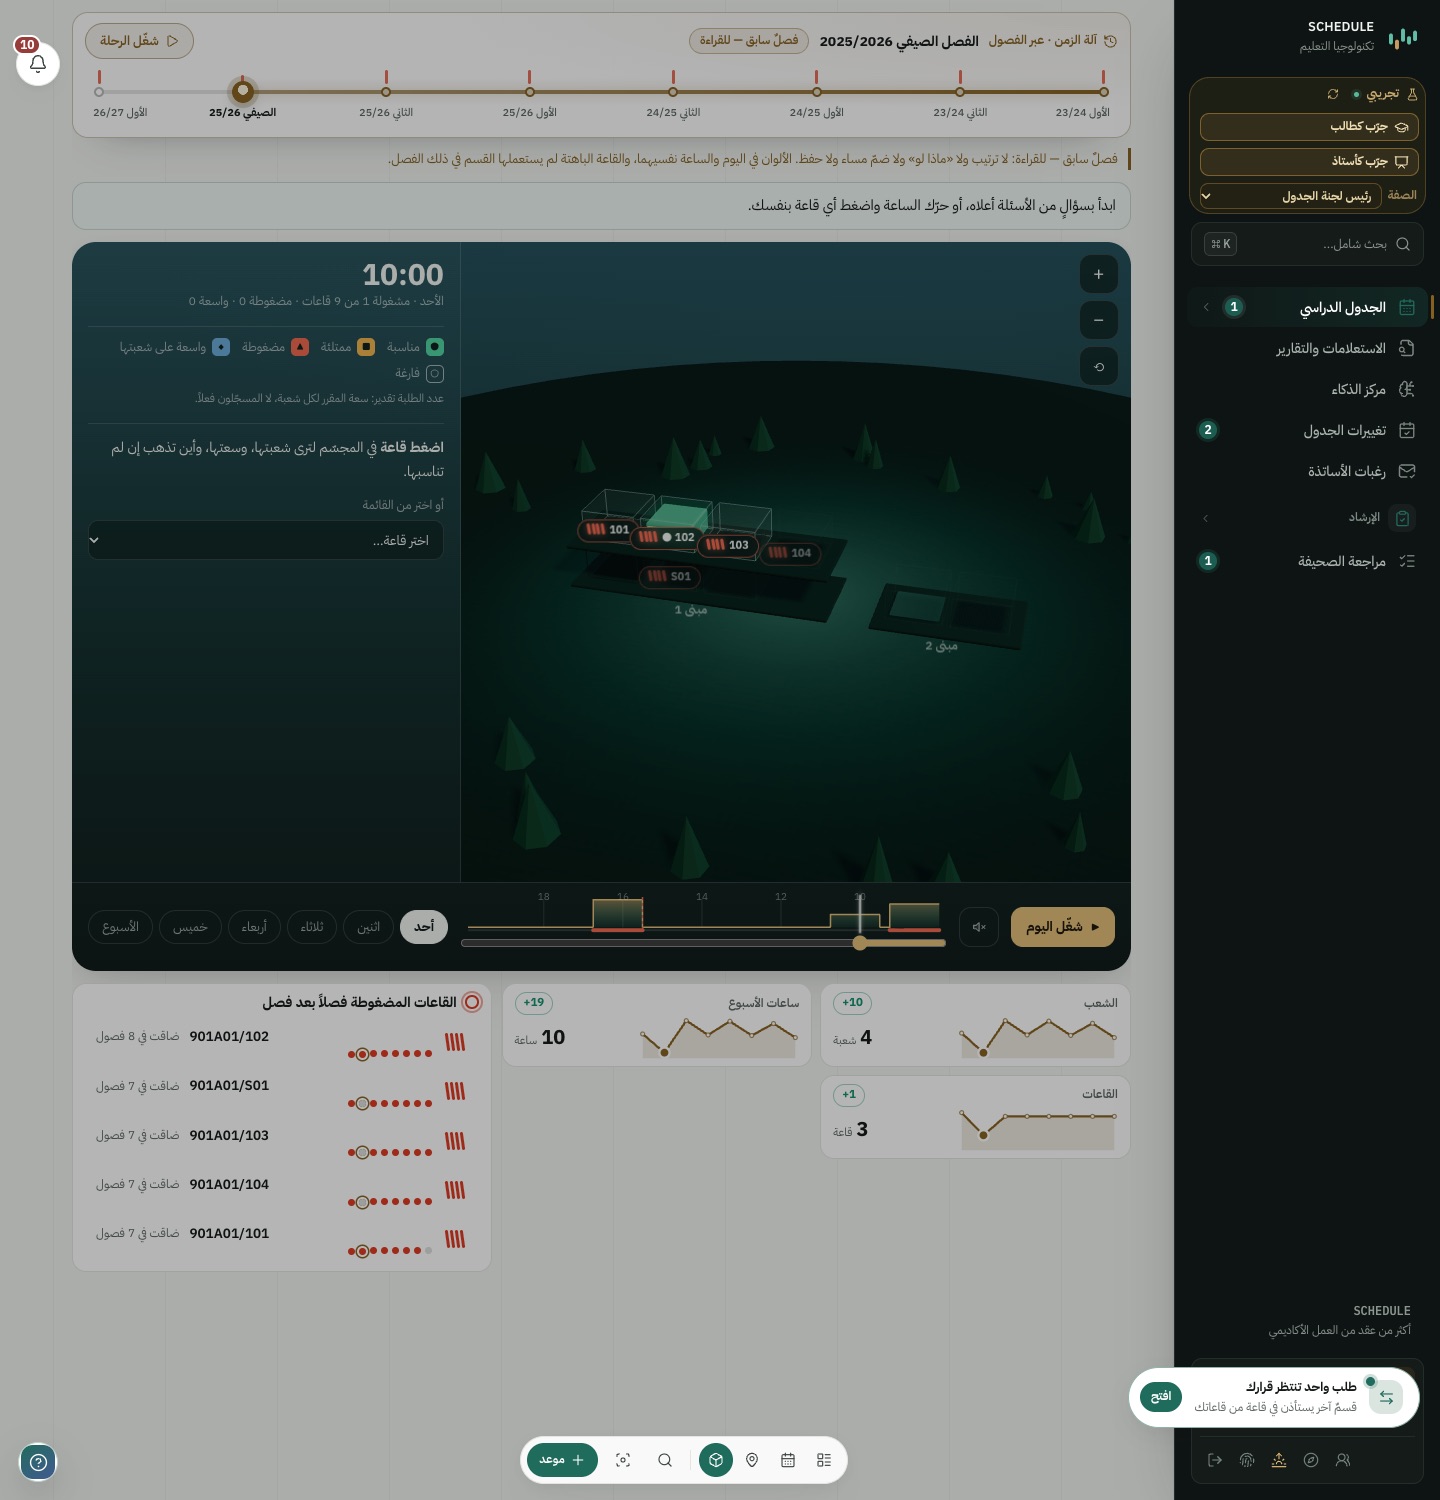 SCHEDULE
تكنولوجيا التعليم
تجريبي
جرّب كطالب
جرّب كأستاذ
الصفة
رئيس لجنة الجدول
بحث شامل...
⌘ K
الجدول الدراسي
1
الاستعلامات والتقارير
مركز الذكاء
تغييرات الجدول
2
رغبات الأساتذة
الإرشاد
مراجعة الصحيفة
1
SCHEDULE
أكثر من عقد من العمل الأكاديمي
طلب واحد تنتظر قرارك
قسمٌ آخر يستأذن في قاعة من قاعاتك
افتح
10
آلة الزمن · عبر الفصول
الفصل الصيفي 2025/2026
فصلٌ سابق — للقراءة
شغّل الرحلة
الأول 23/24
الثاني 23/24
الأول 24/25
الثاني 24/25
الأول 25/26
الثاني 25/26
الصيفي 25/26
الأول 26/27
فصلٌ سابق — للقراءة: لا ترتيب ولا «ماذا لو» ولا ضمّ مساء ولا حفظ. الألوان في اليوم والساعة نفسيهما، والقاعة الباهتة لم يستعملها القسم في ذلك الفصل.
ابدأ بسؤالٍ من الأسئلة أعلاه، أو حرّك الساعة واضغط أي قاعة بنفسك.
10:00
الأحد · مشغولة 1 من 9 قاعات · مضغوطة 0 · واسعة 0
مناسبة
ممتلئة
مضغوطة
واسعة على شعبتها
فارغة
عدد الطلبة تقدير: سعة المقرر لكل شعبة، لا المسجّلون فعلاً.
اضغط قاعة في المجسّم لترى شعبتها، وسعتها، وأين تذهب إن لم
تناسبها.
أو اختر من القائمة
اختر قاعة...
101
102
103
104
S01
مبنى 1
مبنى 2
شغّل اليوم
10
12
14
16
18
أحد
اثنين
ثلاثاء
أربعاء
خميس
الأسبوع
الشعب
+10
4 شعبة
ساعات الأسبوع
+19
10 ساعة
القاعات
+1
3 قاعة
القاعات المضغوطة فصلاً بعد فصل
901A01/102
ضاقت في 8 فصول
901A01/S01
ضاقت في 7 فصول
901A01/103
ضاقت في 7 فصول
901A01/104
ضاقت في 7 فصول
901A01/101
ضاقت في 7 فصول
موعد